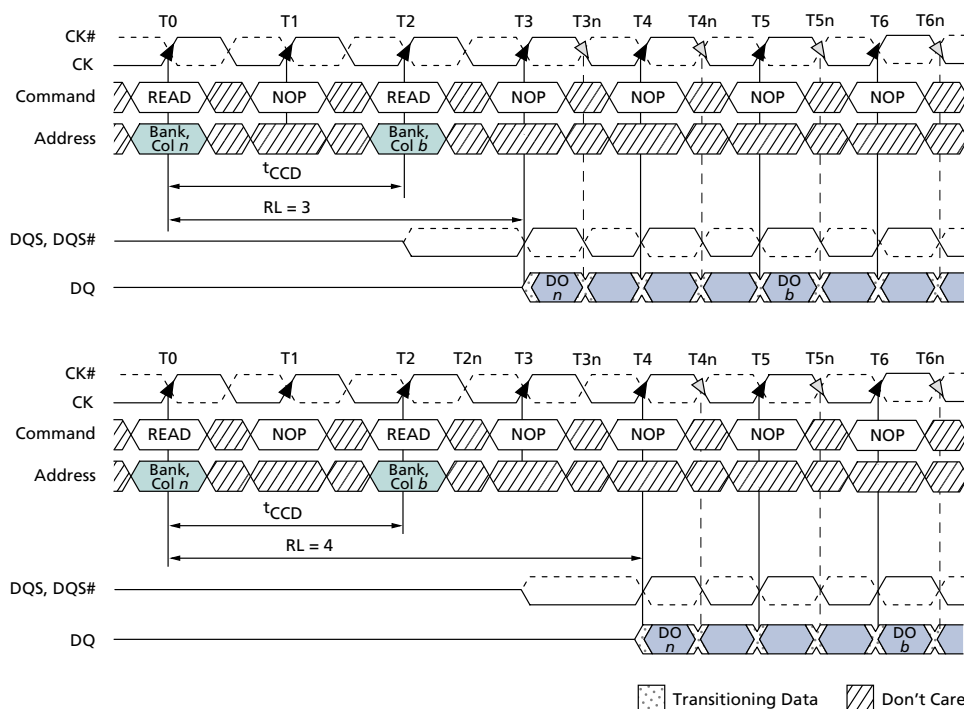 T0 T1 T2 T3 T3n T4 T4n T5 T5n T6 T6n
CK#
CK
Command READ NOP READ NOP NOP NOP NOP
Address Bank, Col n Bank, Col b
tCCD
RL = 3
DQS, DQS#
DQ DO n DO b
T0 T1 T2 T2n T3 T3n T4 T4n T5 T5n T6 T6n
CK#
CK
Command READ NOP READ NOP NOP NOP NOP
Address Bank, Col n Bank, Col b
tCCD
RL = 4
DQS, DQS#
DQ DO n DO b
Transitioning Data Don't Care